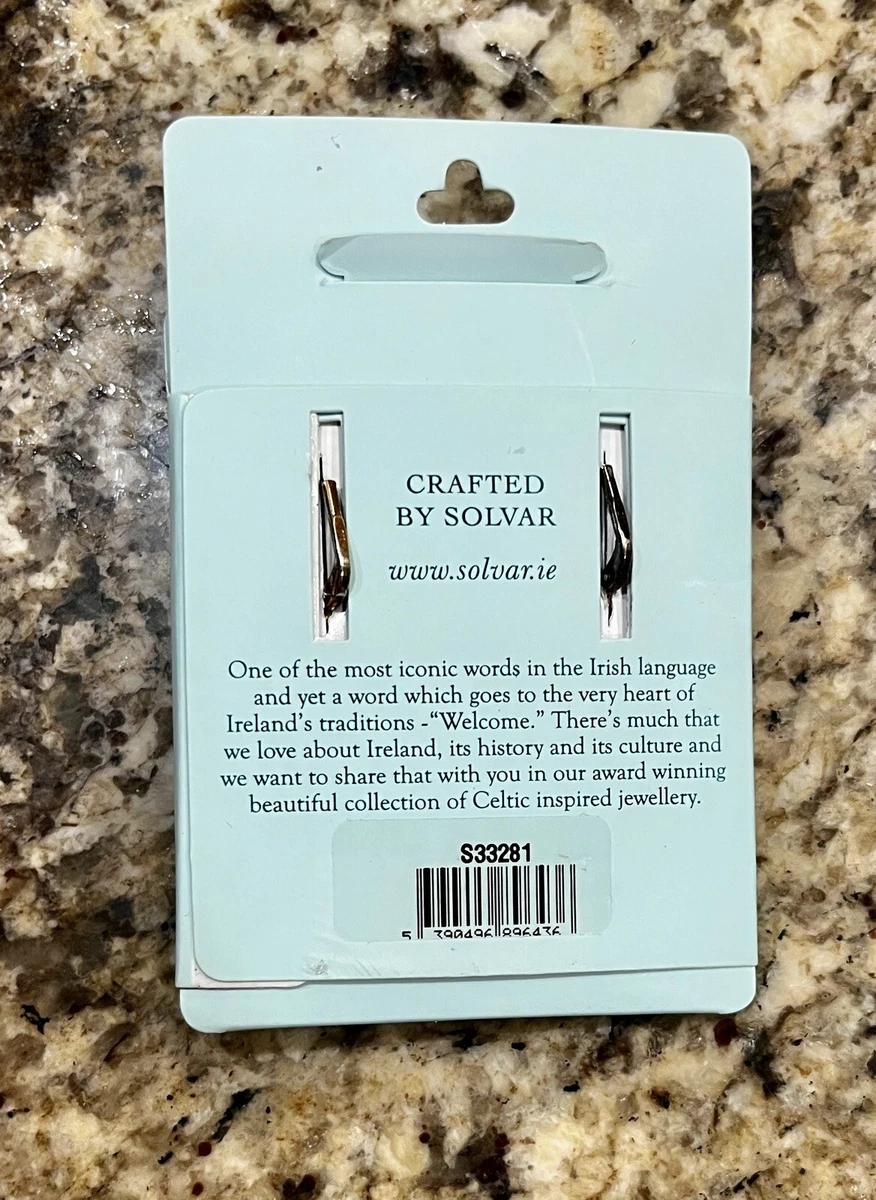 CRAFTED
BY SOLVAR
www.solvar.ie
One of the most iconic words in the Irish language
and yet a word which goes to the very heart of
Ireland's traditions -“Welcome.” There's much that
we love about Ireland, its history and its culture and
we want to share that with you in our award winning
beautiful collection of Celtic inspired jewellery.
S33281
5 390496 896436